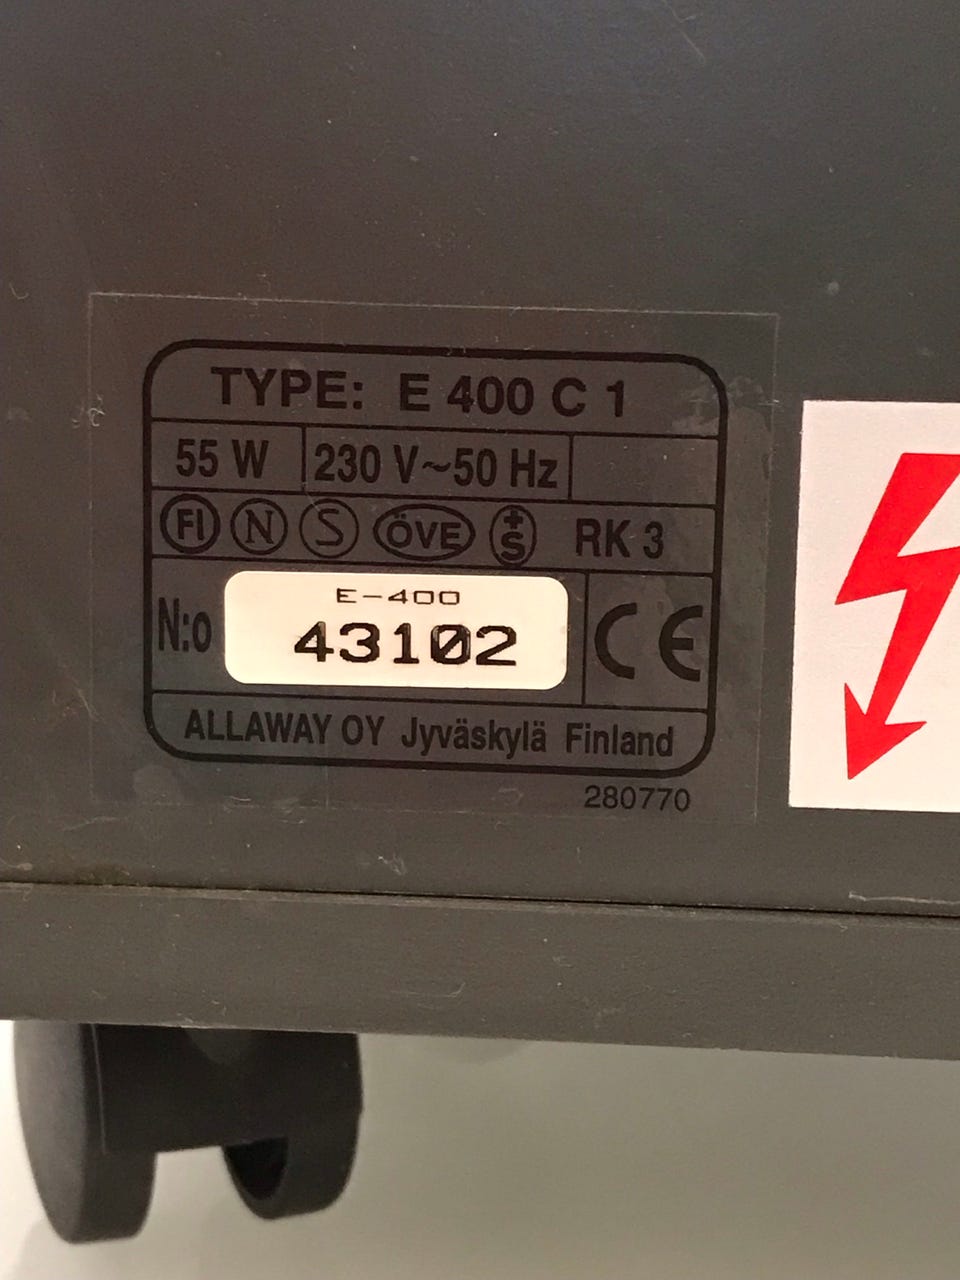 TYPE: E 400 C 1
55 W 230 V~50 Hz
FI N S ÖVE +S RK 3
N:o E-400 CE
43102
ALLAWAY OY Jyväskylä Finland
280770